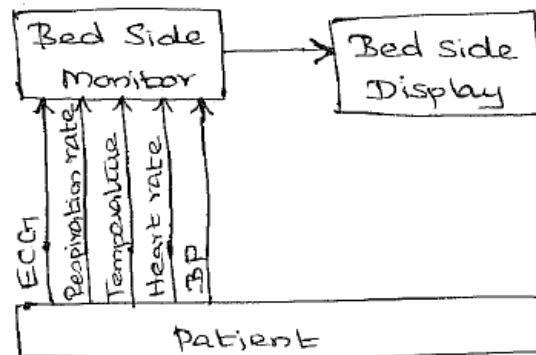 Bed Side
Monitor
Bed Side
Display
ECG
Respiration rate
Temperature
Heart rate
BP
Patient